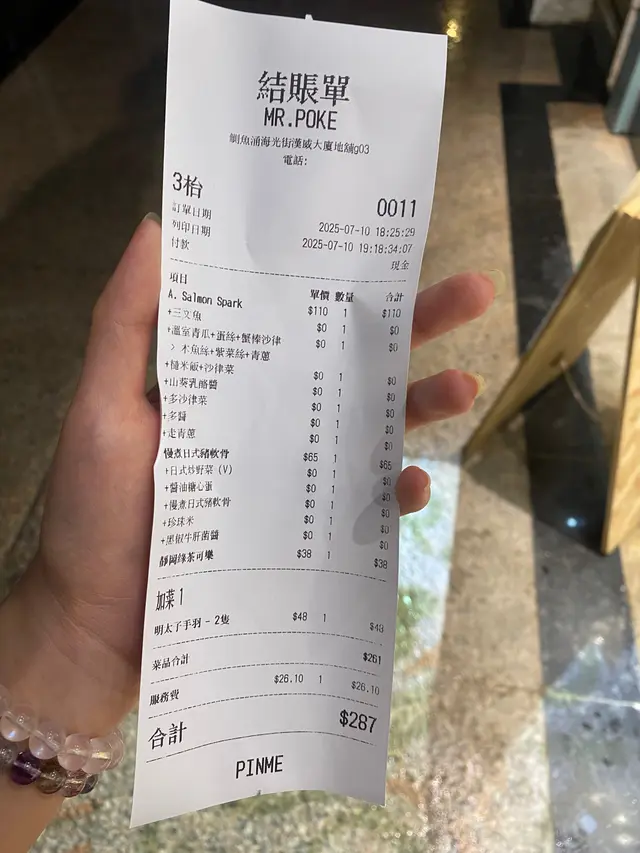 結賬單
MR.POKE
鰂魚涌海光街漢威大廈地舖g03
電話:
3枱 0011
訂單日期 2025-07-10 18:25:29
列印日期 2025-07-10 19:18:34:07
付款 現金
項目 單價 數量 合計
A. Salmon Spark $110 1 $110
+三文魚 $0 1 $0
+溫室青瓜+蛋絲+蟹棒沙律 $0 1 $0
> 木魚絲+紫菜絲+青蔥
+糙米飯+沙律菜 $0 1 $0
+山葵乳酪醬 $0 1 $0
+多沙律菜 $0 1 $0
+多醬 $0 1 $0
+走青蔥 $0 1 $0
慢煮日式豬軟骨 $65 1 $65
+日式炒野菜 (V) $0 1 $0
+醬油糖心蛋 $0 1 $0
+慢煮日式豬軟骨 $0 1 $0
+珍珠米 $0 1 $0
+黑椒牛肝菌醬 $0 1 $0
靜岡綠茶可樂 $38 1 $38
加菜 1
明太子手羽 - 2隻 $48 1 $48
菜品合計 $261
服務費 $26.10 1 $26.10
合計 $287
PINME